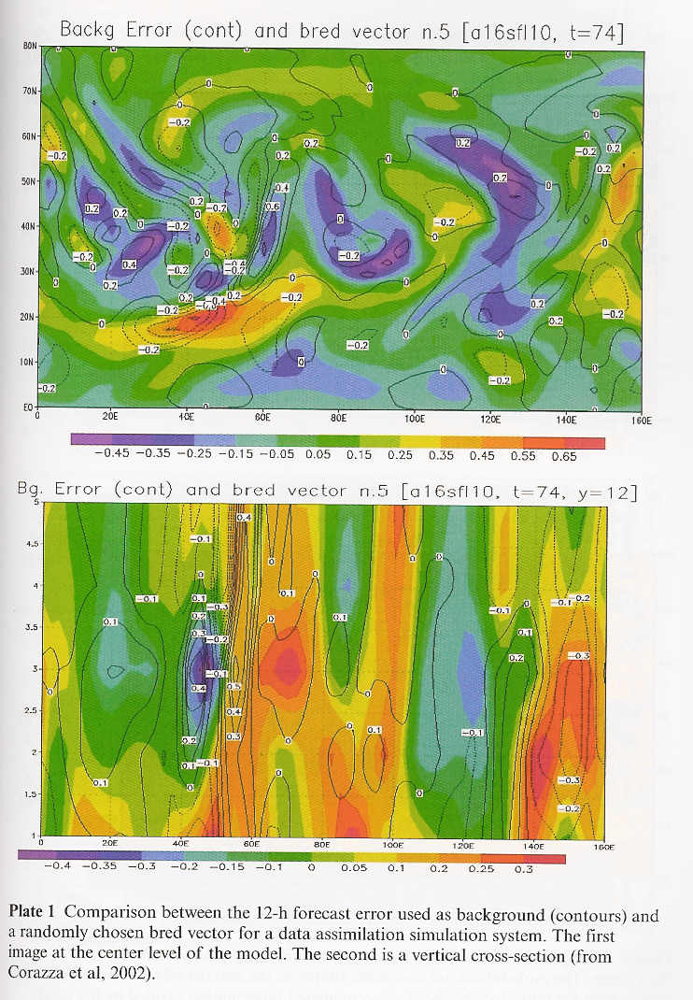 Backg Error (cont) and bred vector n.5 [a16sfl10, t=74]
80N
70N
60N
50N
40N
30N
20N
10N
EQ
0 20E 40E 60E 80E 100E 120E 140E 160E
-0.45 -0.35 -0.25 -0.15 -0.05 0.05 0.15 0.25 0.35 0.45 0.55 0.65
Bg. Error (cont) and bred vector n.5 [a16sfl10, t=74, y=12]
5
4.5
4
3.5
3
2.5
2
1.5
1
0 20E 40E 60E 80E 100E 120E 140E 160E
-0.4 -0.35 -0.3 -0.2 -0.15 -0.1 0 0.05 0.1 0.2 0.25 0.3
Plate 1 Comparison between the 12-h forecast error used as background (contours) and
a randomly chosen bred vector for a data assimilation simulation system. The first
image at the center level of the model. The second is a vertical cross-section (from
Corazza et al, 2002).